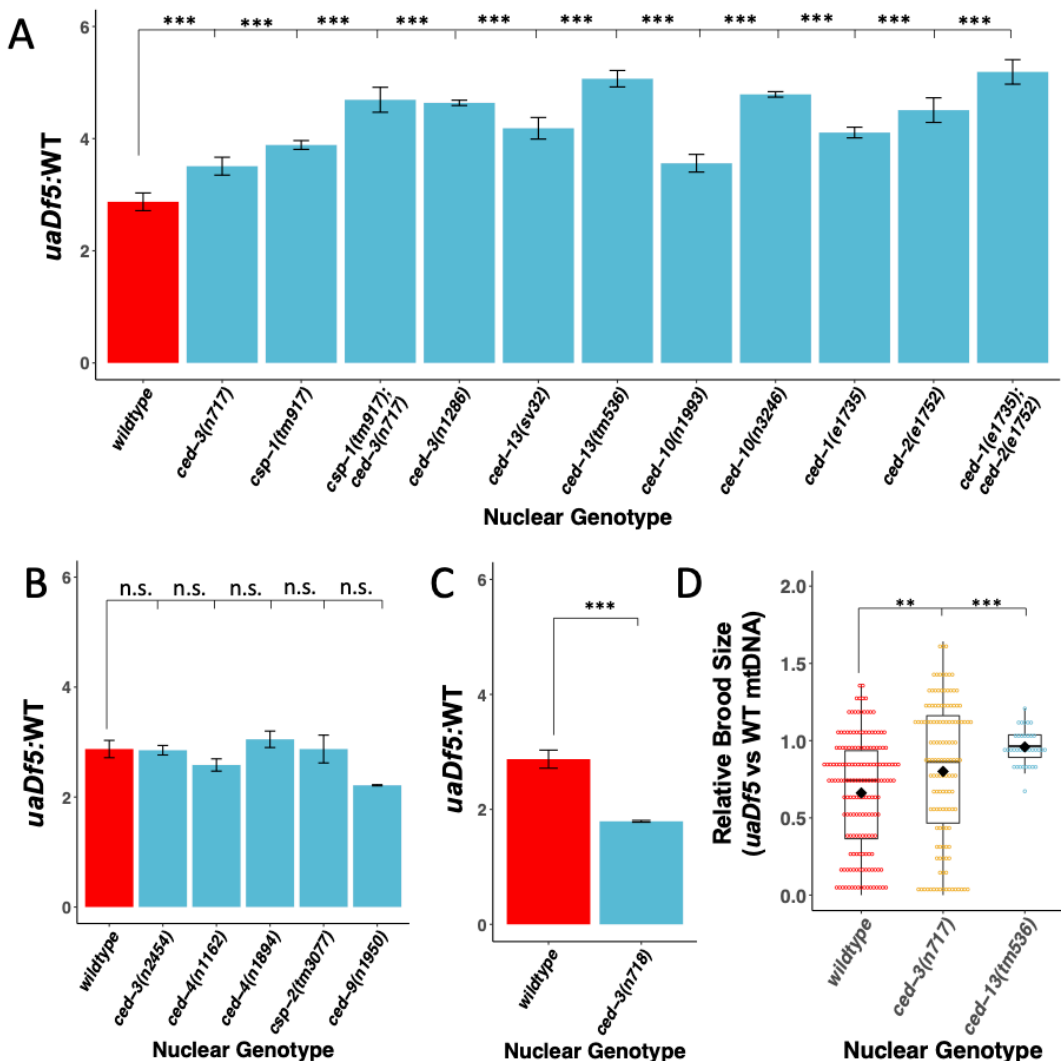 A
*** *** *** *** *** *** *** *** *** *** ***
uaDf5:WT
6
4
2
0
wildtype
ced-3(n717)
csp-1(tm917)
csp-1(tm917);
ced-3(n717)
ced-3(n1286)
ced-13(sv32)
ced-13(tm536)
ced-10(n1993)
ced-10(n3246)
ced-1(e1735)
ced-2(e1752)
ced-1(e1735);
ced-2(e1752)
Nuclear Genotype
B
n.s. n.s. n.s. n.s. n.s.
uaDf5:WT
6
4
2
0
wildtype
ced-3(n2454)
ced-4(n1162)
ced-4(n1894)
csp-2(tm3077)
ced-9(n1950)
Nuclear Genotype
C
***
uaDf5:WT
6
4
2
0
wildtype
ced-3(n718)
Nuclear Genotype
D
** ***
Relative Brood Size
(uaDf5 vs WT mtDNA)
2.0
1.5
1.0
0.5
0.0
wildtype
ced-3(n717)
ced-13(tm536)
Nuclear Genotype